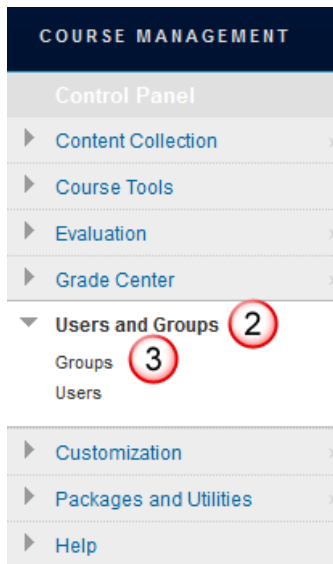 COURSE MANAGEMENT
Control Panel
Content Collection
Course Tools
Evaluation
Grade Center
Users and Groups 2
Groups 3
Users
Customization
Packages and Utilities
Help